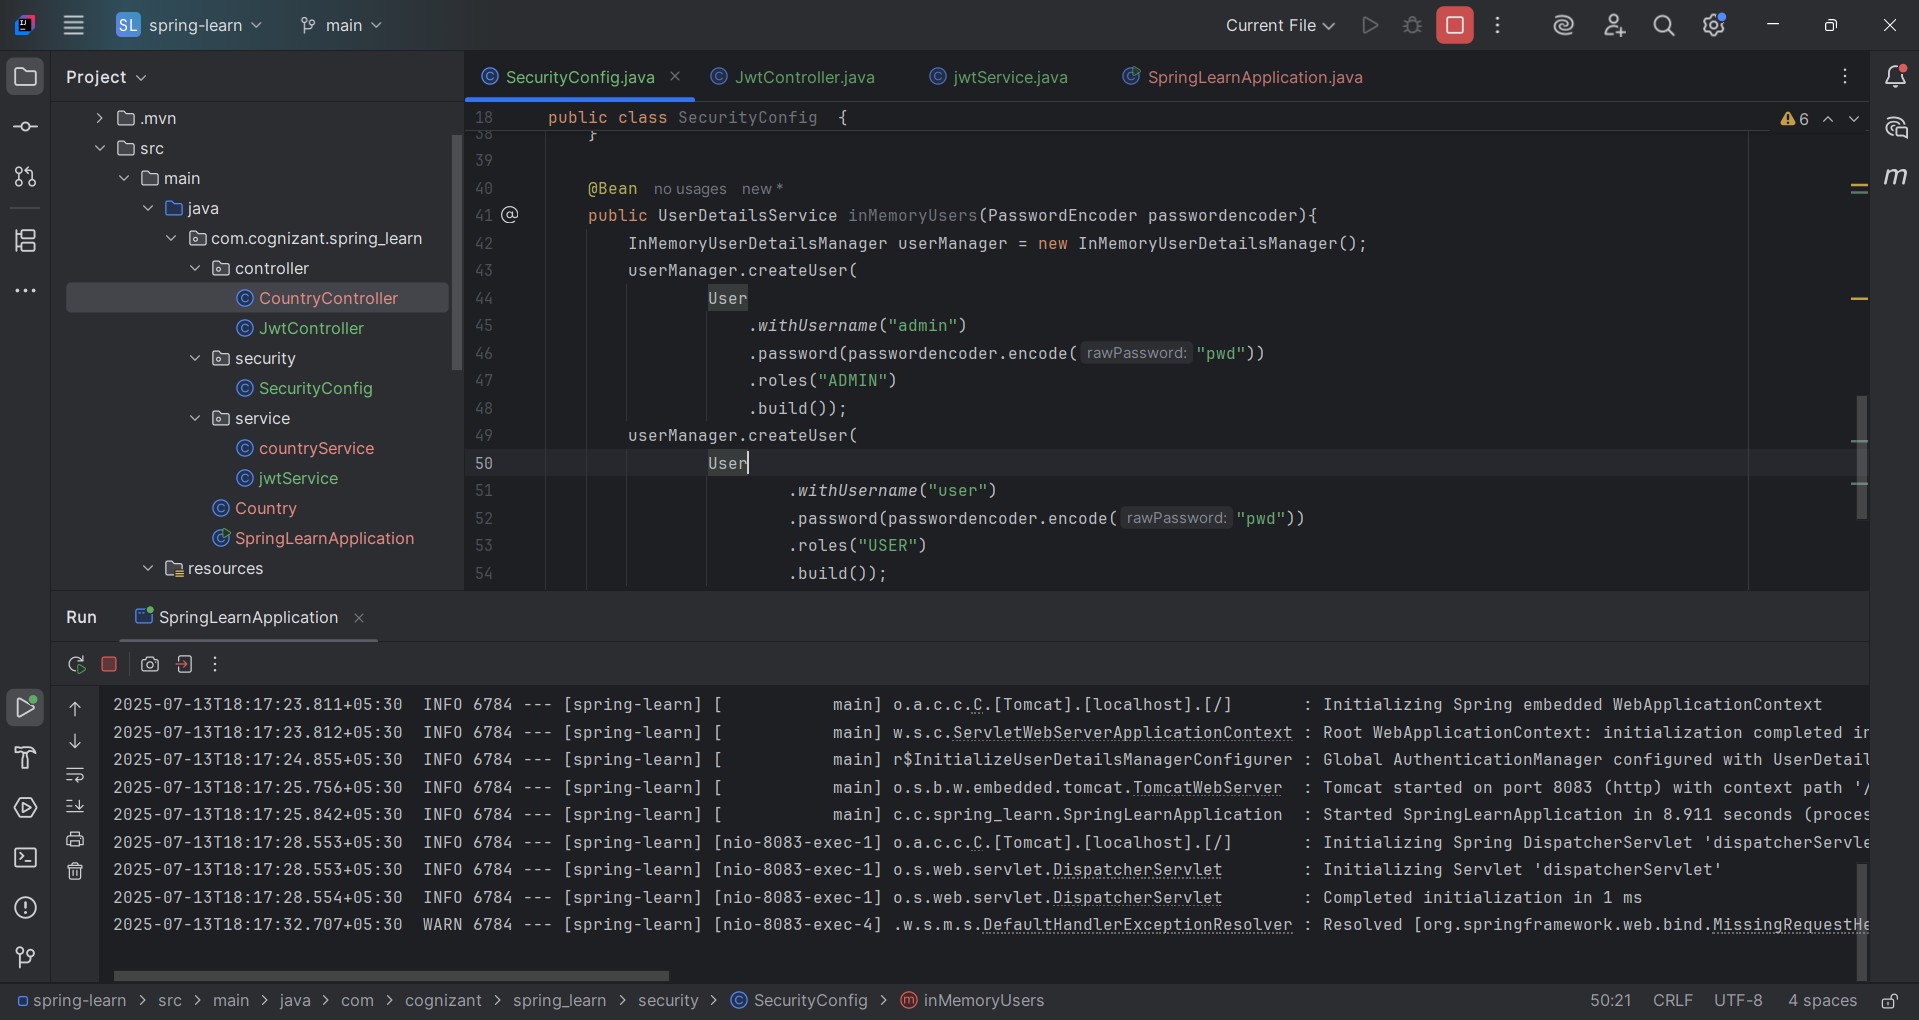 SL spring-learn main Current File
Project
SecurityConfig.java JwtController.java jwtService.java SpringLearnApplication.java
.mvn
src
main
java
com.cognizant.spring_learn
controller
CountryController
JwtController
security
SecurityConfig
service
countryService
jwtService
Country
SpringLearnApplication
resources
18 public class SecurityConfig {
6
38 }
39
40 @Bean no usages new *
41 public UserDetailsService inMemoryUsers(PasswordEncoder passwordencoder){
42 InMemoryUserDetailsManager userManager = new InMemoryUserDetailsManager();
43 userManager.createUser(
44 User
45 .withUsername("admin")
46 .password(passwordencoder.encode( rawPassword: "pwd"))
47 .roles("ADMIN")
48 .build());
49 userManager.createUser(
50 User
51 .withUsername("user")
52 .password(passwordencoder.encode( rawPassword: "pwd"))
53 .roles("USER")
54 .build());
Run SpringLearnApplication
2025-07-13T18:17:23.811+05:30 INFO 6784 --- [spring-learn] [ main] o.a.c.c.C.[Tomcat].[localhost].[/] : Initializing Spring embedded WebApplicationContext
2025-07-13T18:17:23.812+05:30 INFO 6784 --- [spring-learn] [ main] w.s.c.ServletWebServerApplicationContext : Root WebApplicationContext: initialization completed in
2025-07-13T18:17:24.855+05:30 INFO 6784 --- [spring-learn] [ main] r$InitializeUserDetailsManagerConfigurer : Global AuthenticationManager configured with UserDetail
2025-07-13T18:17:25.756+05:30 INFO 6784 --- [spring-learn] [ main] o.s.b.w.embedded.tomcat.TomcatWebServer : Tomcat started on port 8083 (http) with context path '/
2025-07-13T18:17:25.842+05:30 INFO 6784 --- [spring-learn] [ main] c.c.spring_learn.SpringLearnApplication : Started SpringLearnApplication in 8.911 seconds (proces
2025-07-13T18:17:28.553+05:30 INFO 6784 --- [spring-learn] [nio-8083-exec-1] o.a.c.c.C.[Tomcat].[localhost].[/] : Initializing Spring DispatcherServlet 'dispatcherServle
2025-07-13T18:17:28.553+05:30 INFO 6784 --- [spring-learn] [nio-8083-exec-1] o.s.web.servlet.DispatcherServlet : Initializing Servlet 'dispatcherServlet'
2025-07-13T18:17:28.554+05:30 INFO 6784 --- [spring-learn] [nio-8083-exec-1] o.s.web.servlet.DispatcherServlet : Completed initialization in 1 ms
2025-07-13T18:17:32.707+05:30 WARN 6784 --- [spring-learn] [nio-8083-exec-4] .w.s.m.s.DefaultHandlerExceptionResolver : Resolved [org.springframework.web.bind.MissingRequestHe
spring-learn > src > main > java > com > cognizant > spring_learn > security > SecurityConfig > inMemoryUsers 50:21 CRLF UTF-8 4 spaces